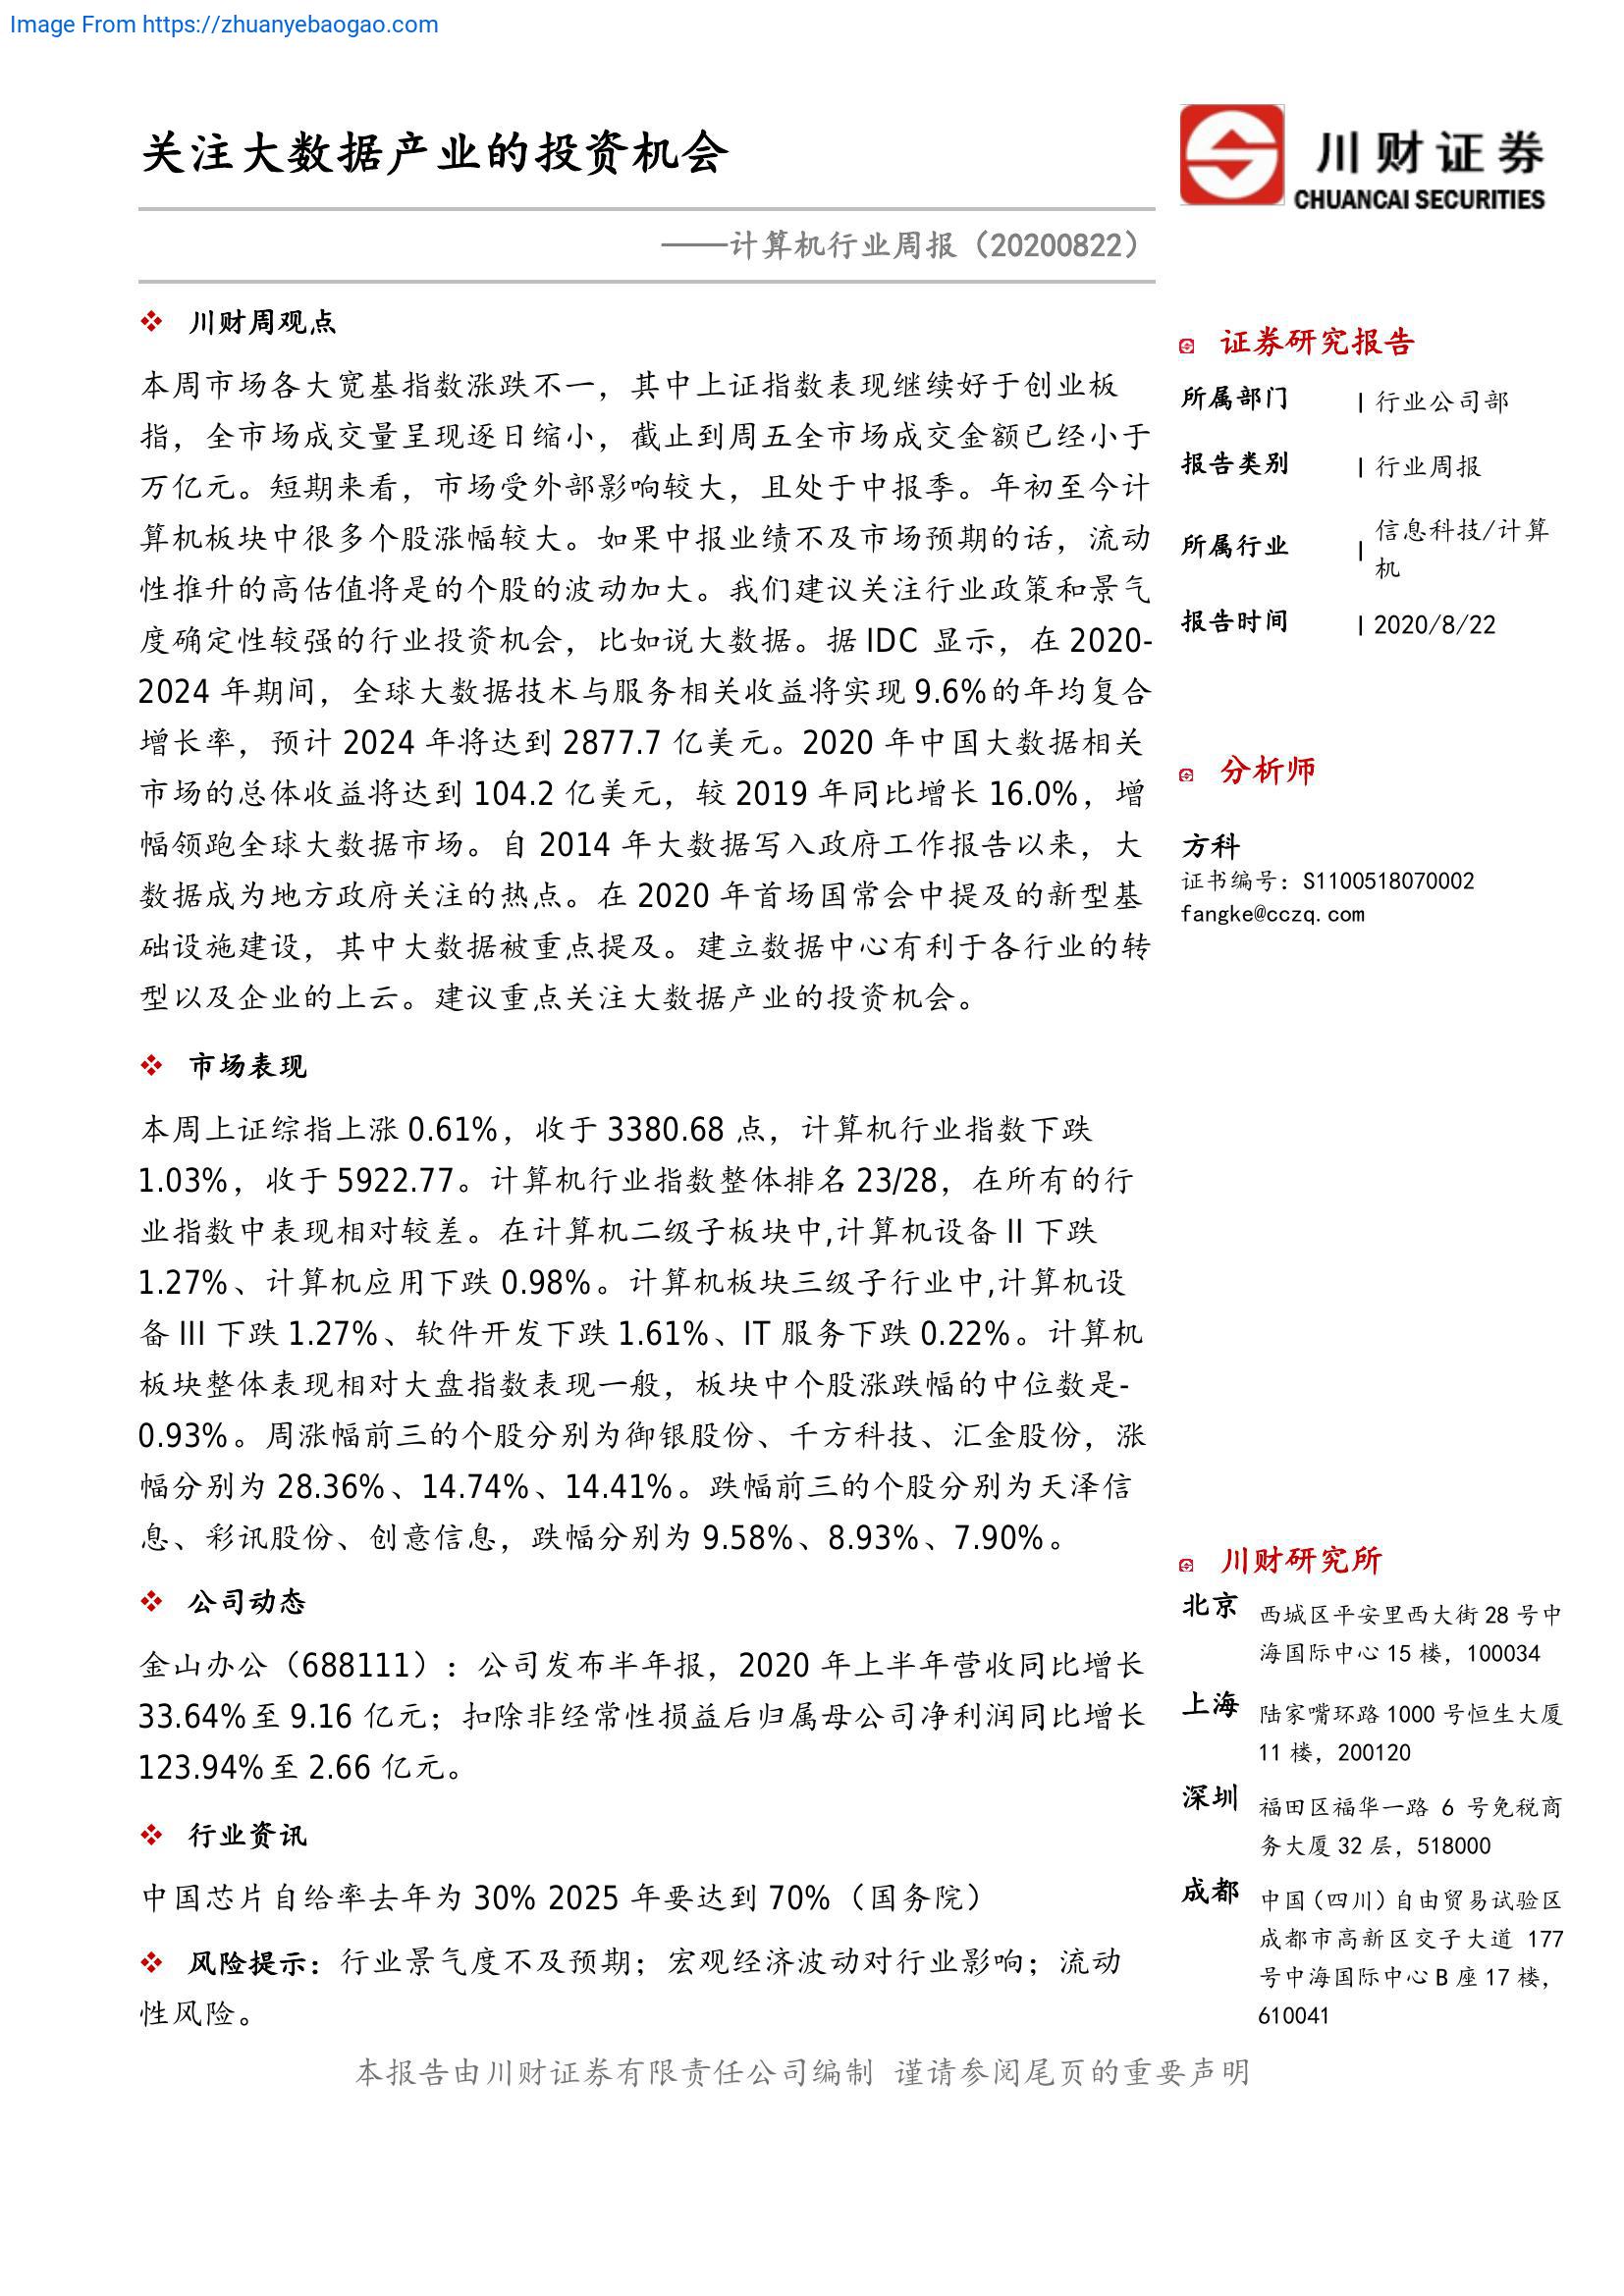 Image From https://zhuanyebaogao.com
关注大数据产业的投资机会
——计算机行业周报（20200822）
川财证券
CHUANCAI SECURITIES
川财周观点
本周市场各大宽基指数涨跌不一，其中上证指数表现继续好于创业板
指，全市场成交量呈现逐日缩小，截止到周五全市场成交金额已经小于
万亿元。短期来看，市场受外部影响较大，且处于中报季。年初至今计
算机板块中很多个股涨幅较大。如果中报业绩不及市场预期的话，流动
性推升的高估值将是的个股的波动加大。我们建议关注行业政策和景气
度确定性较强的行业投资机会，比如说大数据。据 IDC 显示，在 2020-
2024 年期间，全球大数据技术与服务相关收益将实现 9.6%的年均复合
增长率，预计 2024 年将达到 2877.7 亿美元。2020 年中国大数据相关
市场的总体收益将达到 104.2 亿美元，较 2019 年同比增长 16.0%，增
幅领跑全球大数据市场。自 2014 年大数据写入政府工作报告以来，大
数据成为地方政府关注的热点。在 2020 年首场国常会中提及的新型基
础设施建设，其中大数据被重点提及。建立数据中心有利于各行业的转
型以及企业的上云。建议重点关注大数据产业的投资机会。
市场表现
本周上证综指上涨 0.61%，收于 3380.68 点，计算机行业指数下跌
1.03%，收于 5922.77。计算机行业指数整体排名 23/28，在所有的行
业指数中表现相对较差。在计算机二级子板块中,计算机设备 II 下跌
1.27%、计算机应用下跌 0.98%。计算机板块三级子行业中,计算机设
备 III 下跌 1.27%、软件开发下跌 1.61%、IT 服务下跌 0.22%。计算机
板块整体表现相对大盘指数表现一般，板块中个股涨跌幅的中位数是-
0.93%。周涨幅前三的个股分别为御银股份、千方科技、汇金股份，涨
幅分别为 28.36%、14.74%、14.41%。跌幅前三的个股分别为天泽信
息、彩讯股份、创意信息，跌幅分别为 9.58%、8.93%、7.90%。
公司动态
金山办公（688111）：公司发布半年报，2020 年上半年营收同比增长
33.64%至 9.16 亿元；扣除非经常性损益后归属母公司净利润同比增长
123.94%至 2.66 亿元。
行业资讯
中国芯片自给率去年为 30% 2025 年要达到 70%（国务院）
风险提示：行业景气度不及预期；宏观经济波动对行业影响；流动
性风险。
证券研究报告
所属部门 | 行业公司部
报告类别 | 行业周报
所属行业 | 信息科技/计算
机
报告时间 | 2020/8/22
分析师
方科
证书编号：S1100518070002
fangke@cczq.com
川财研究所
北京 西城区平安里西大街 28 号中
海国际中心 15 楼，100034
上海 陆家嘴环路 1000 号恒生大厦
11 楼，200120
深圳 福田区福华一路 6 号免税商
务大厦 32 层，518000
成都 中国（四川）自由贸易试验区
成都市高新区交子大道 177
号中海国际中心 B 座 17 楼，
610041
本报告由川财证券有限责任公司编制 谨请参阅尾页的重要声明